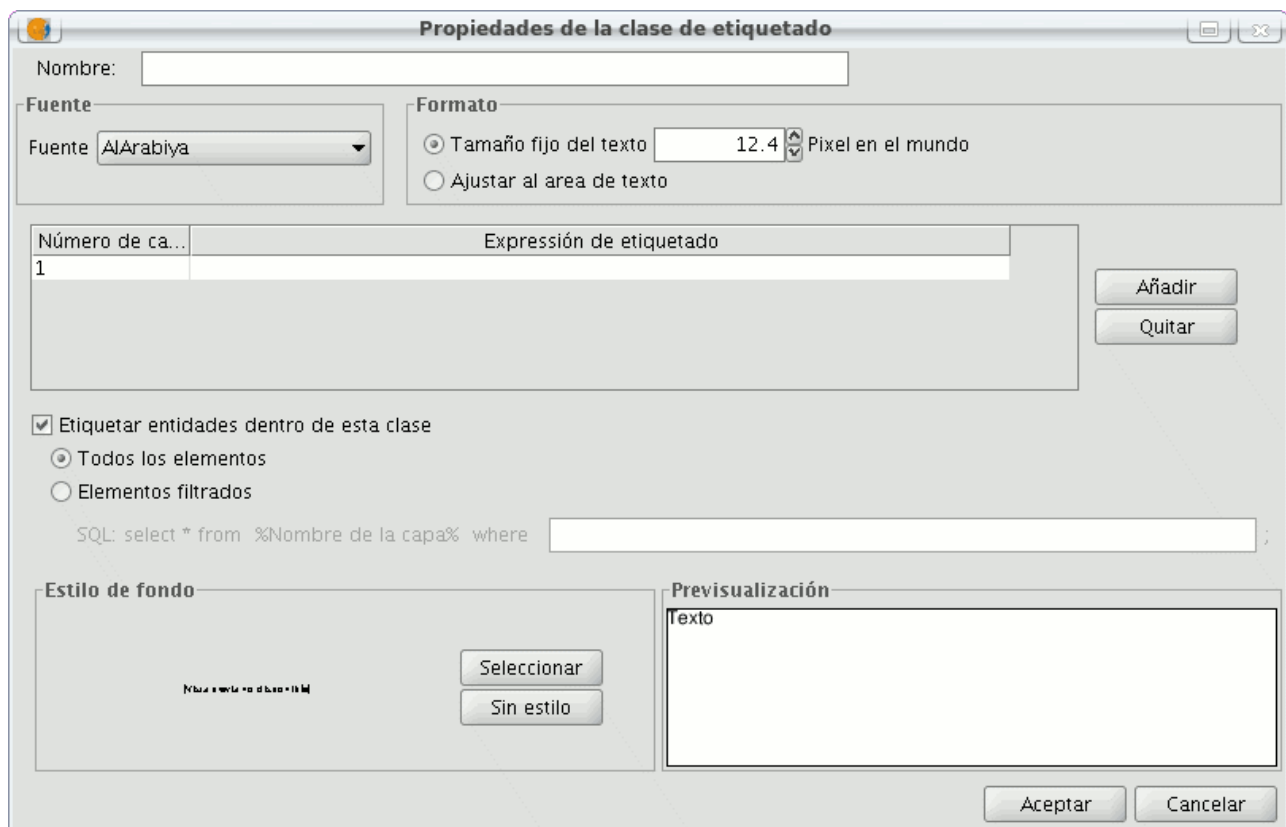 Propiedades de la clase de etiquetado
Nombre:
Fuente
Fuente AlArabiya
Formato
Tamaño fijo del texto 12.4 Pixel en el mundo
Ajustar al area de texto
Número de ca... Expresión de etiquetado
1
Añadir
Quitar
Etiquetar entidades dentro de esta clase
Todos los elementos
Elementos filtrados
SQL: select * from %Nombre de la capa% where ;
Estilo de fondo
Seleccionar
Sin estilo
Previsualización
Texto
Aceptar
Cancelar